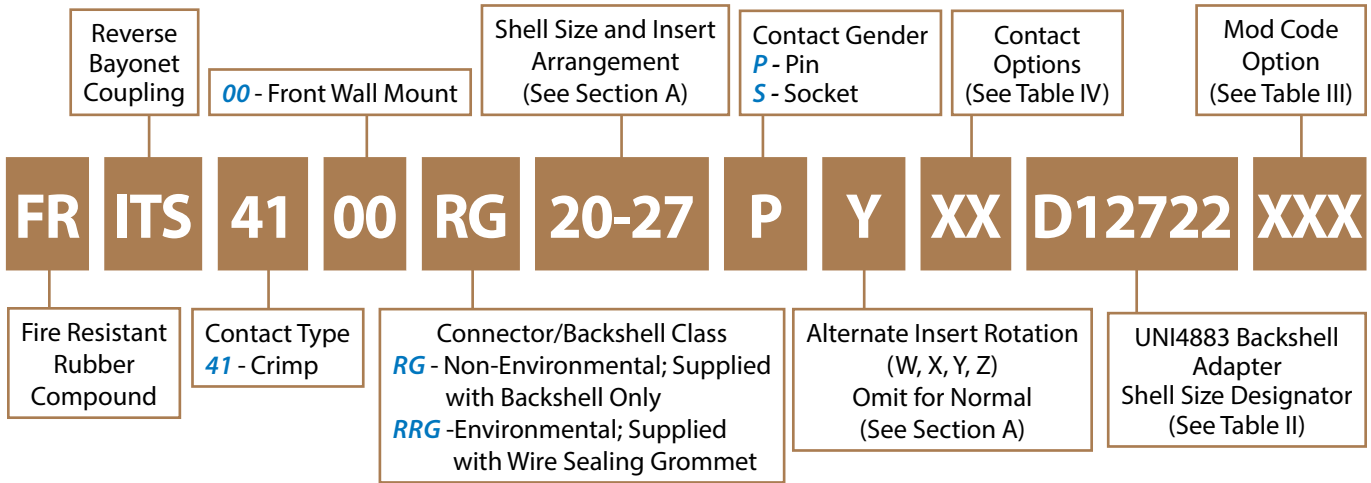 Reverse
Bayonet
Coupling
00 - Front Wall Mount
Shell Size and Insert
Arrangement
(See Section A)
Contact Gender
P - Pin
S - Socket
Contact
Options
(See Table IV)
Mod Code
Option
(See Table III)
FR ITS 41 00 RG 20-27 P Y XX D12722 XXX
Fire Resistant
Rubber
Compound
Contact Type
41 - Crimp
Connector/Backshell Class
RG - Non-Environmental; Supplied
with Backshell Only
RRG -Environmental; Supplied
with Wire Sealing Grommet
Alternate Insert Rotation
(W, X, Y, Z)
Omit for Normal
(See Section A)
UNI4883 Backshell
Adapter
Shell Size Designator
(See Table II)